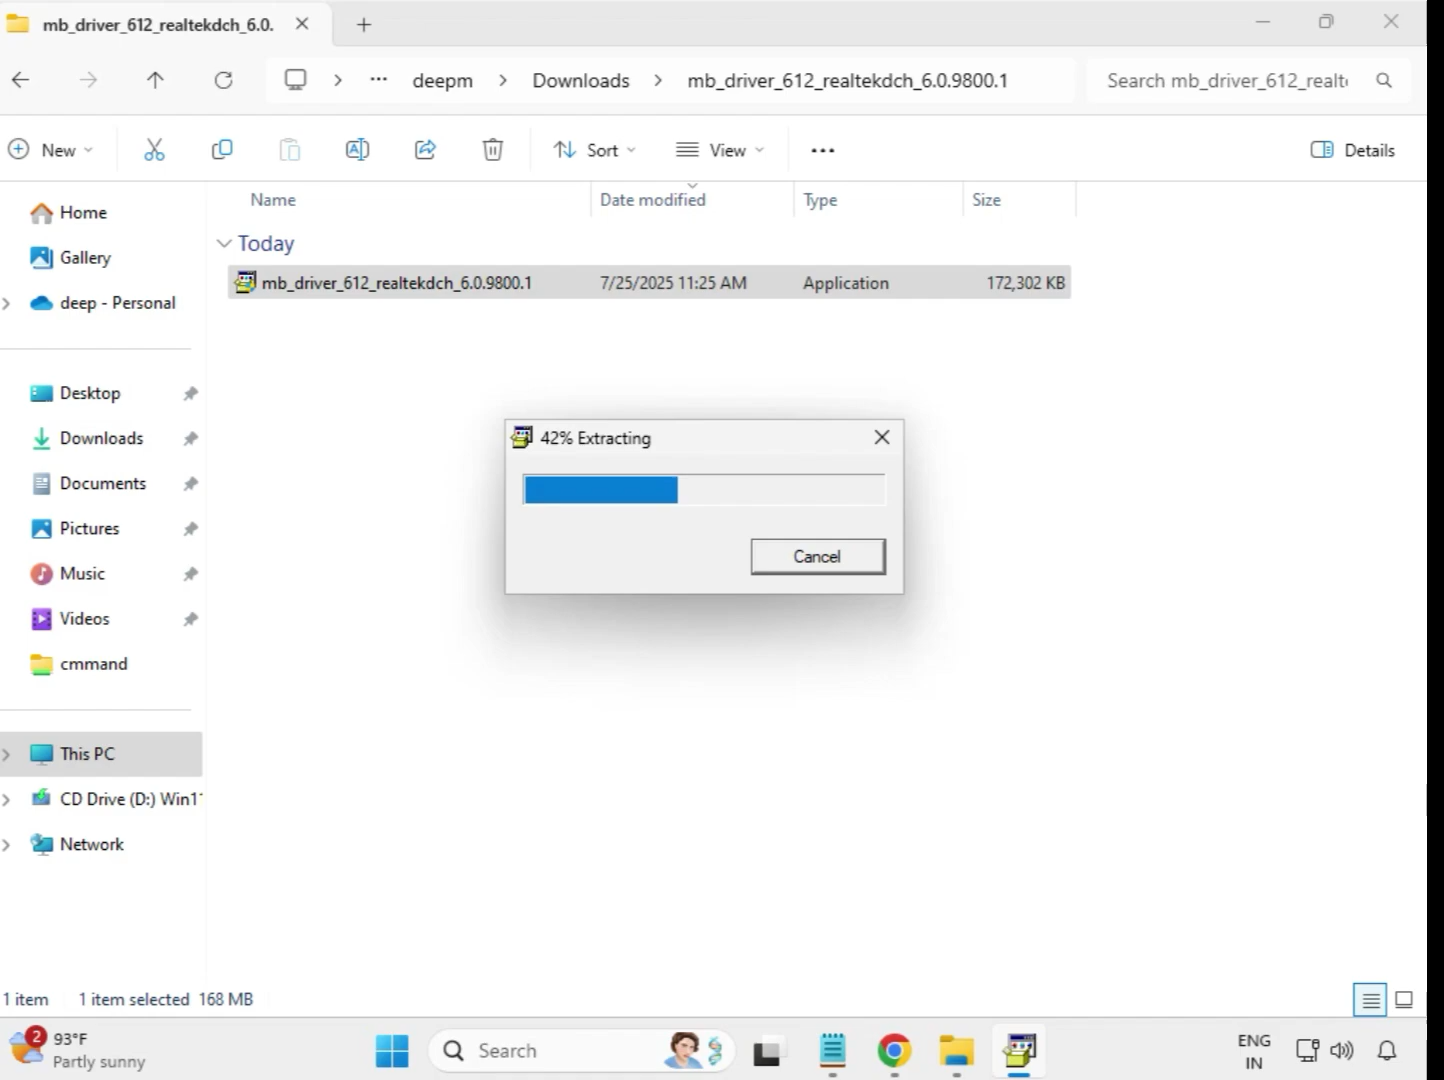 mb_driver_612_realtekdch_6.0.
deepm
Downloads
mb_driver_612_realtekdch_6.0.9800.1
Search mb_driver_612_realt
New
Sort
View
Details
Name
Date modified
Type
Size
Home
Gallery
deep - Personal
Today
mb_driver_612_realtekdch_6.0.9800.1
7/25/2025 11:25 AM
Application
172,302 KB
Desktop
Downloads
Documents
Pictures
Music
Videos
cmmand
42% Extracting
Cancel
This PC
CD Drive (D:) Win11
Network
1 item
1 item selected 168 MB
2
93°F
Partly sunny
Search
ENG
IN